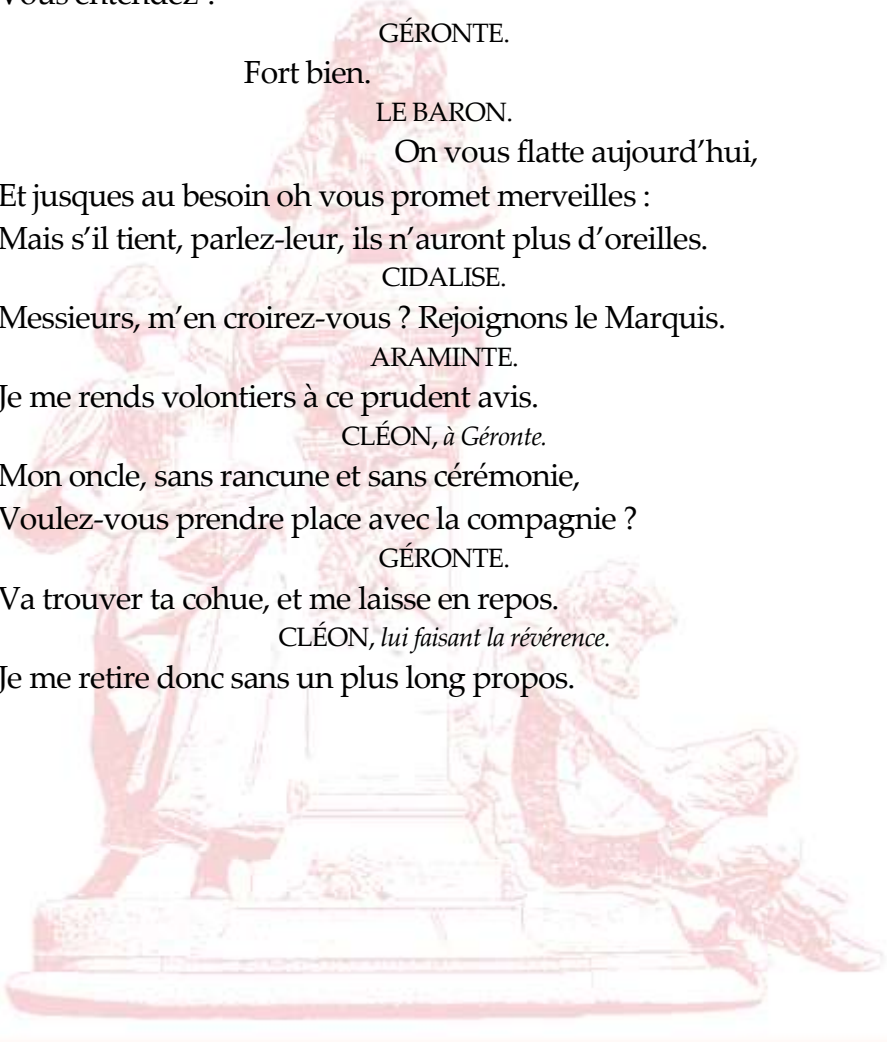 Vous entendez ?
GÉRONTE.
Fort bien.
LE BARON.
On vous flatte aujourd’hui,
Et jusques au besoin oh vous promet merveilles :
Mais s’il tient, parlez-leur, ils n’auront plus d’oreilles.
CIDALISE.
Messieurs, m’en croirez-vous ? Rejoignons le Marquis.
ARAMINTE.
Je me rends volontiers à ce prudent avis.
CLÉON, à Géronte.
Mon oncle, sans rancune et sans cérémonie,
Voulez-vous prendre place avec la compagnie ?
GÉRONTE.
Va trouver ta cohue, et me laisse en repos.
CLÉON, lui faisant la révérence.
Je me retire donc sans un plus long propos.